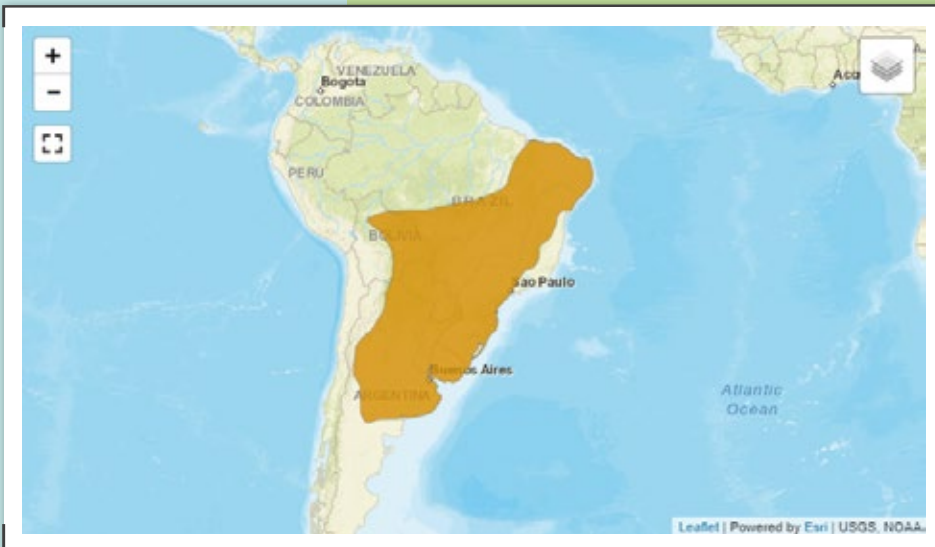 +
−
VENEZUELA
Bogota
COLOMBIA
PERU
BRAZIL
BOLIVIA
Sao Paulo
Buenos Aires
ARGENTINA
Atlantic
Ocean
Leaflet | Powered by Esri | USGS, NOAA